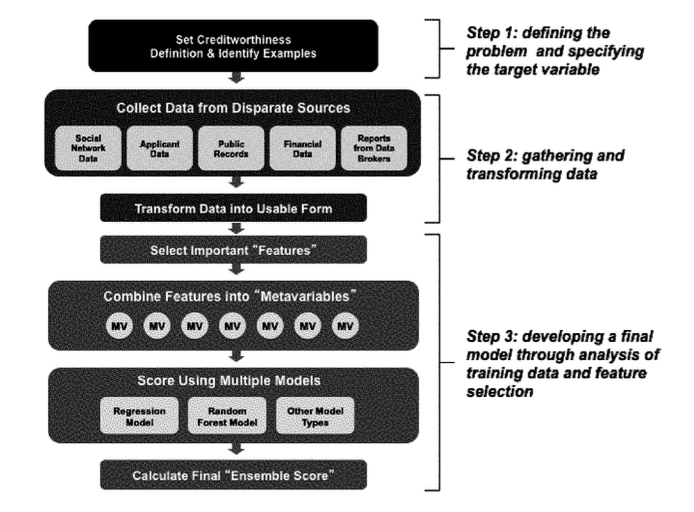 Set Creditworthiness
Definition & Identify Examples
Step 1: defining the
problem and specifying
the target variable
Collect Data from Disparate Sources
Social
Network
Data
Applicant
Data
Public
Records
Financial
Data
Reports
from Data
Brokers
Step 2: gathering and
transforming data
Transform Data into Usable Form
Select Important “Features”
Combine Features into “Metavariables”
MV MV MV MV MV MV MV
Step 3: developing a final
model through analysis of
training data and feature
selection
Score Using Multiple Models
Regression
Model
Random
Forest Model
Other Model
Types
Calculate Final “Ensemble Score”